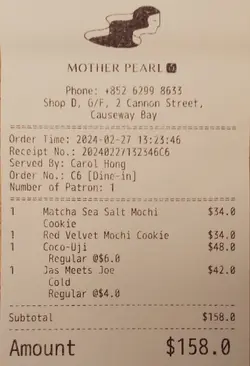 MOTHER PEARL
Phone: +852 6299 8633
Shop D, G/F, 2 Cannon Street,
Causeway Bay
Order Time: 2024-02-27 13:23:46
Receipt No.: 20240227132346C6
Served By: Carol Hong
Order No.: C6 [Dine-in]
Number of Patron: 1
1 Matcha Sea Salt Mochi $34.0
Cookie
1 Red Velvet Mochi Cookie $34.0
1 Coco-Uji $48.0
Regular @$6.0
1 Jas Meets Joe $42.0
Cold
Regular @$4.0
Subtotal $158.0
Amount $158.0